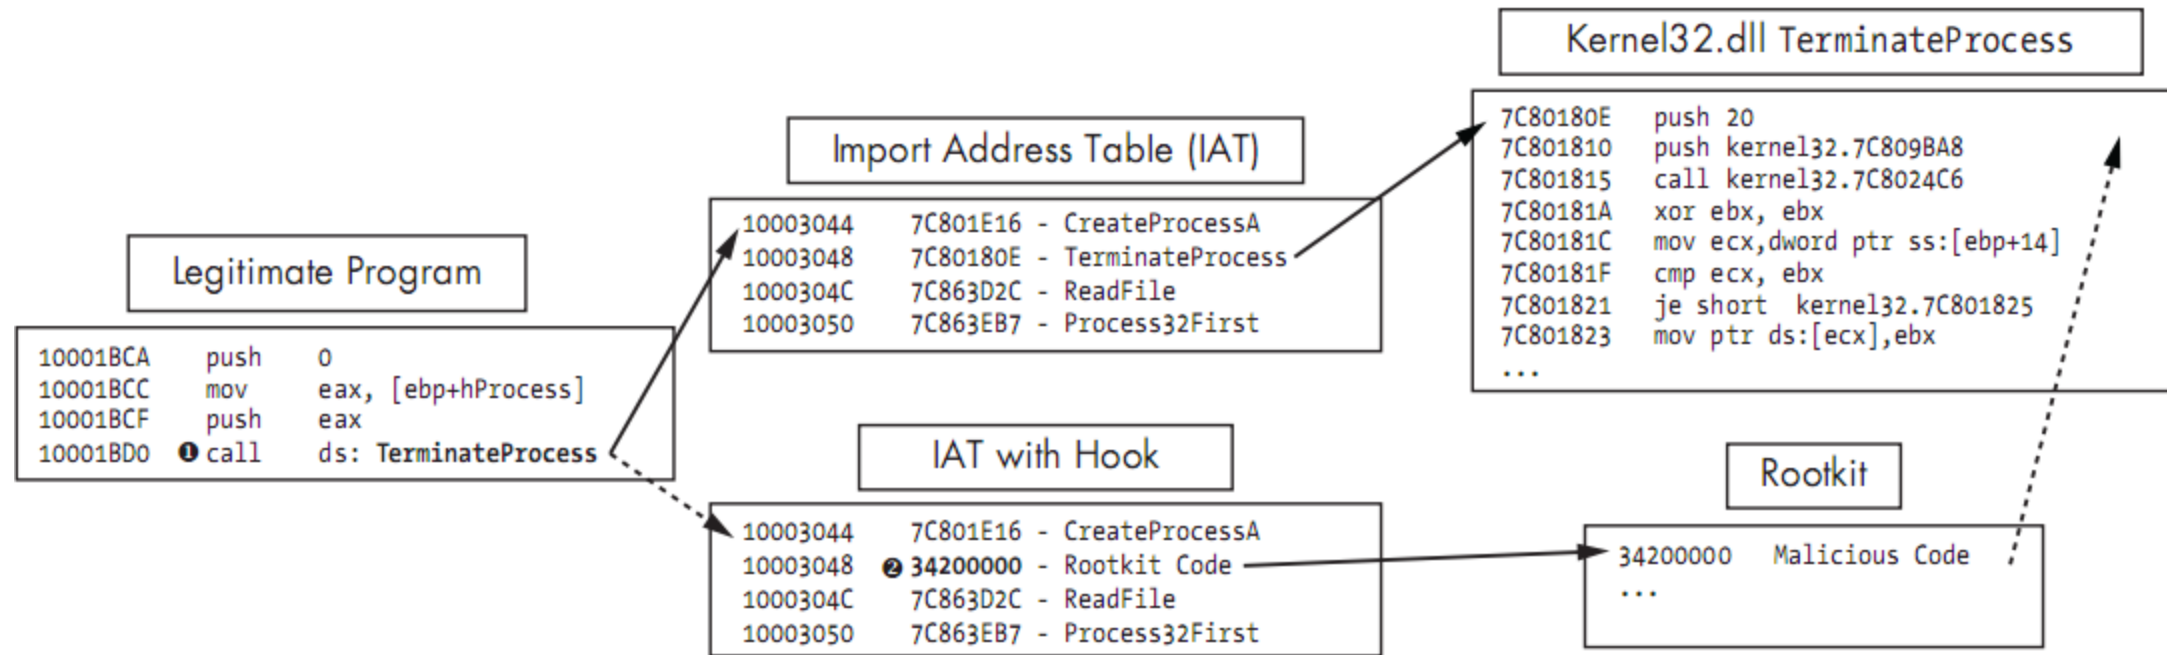 Kernel32.dll TerminateProcess
7C80180E push 20
7C801810 push kernel32.7C809BA8
7C801815 call kernel32.7C8024C6
7C80181A xor ebx, ebx
7C80181C mov ecx,dword ptr ss:[ebp+14]
7C80181F cmp ecx, ebx
7C801821 je short kernel32.7C801825
7C801823 mov ptr ds:[ecx],ebx
...
Import Address Table (IAT)
10003044 7C801E16 - CreateProcessA
10003048 7C80180E - TerminateProcess
1000304C 7C863D2C - ReadFile
10003050 7C863EB7 - Process32First
Legitimate Program
10001BCA push 0
10001BCC mov eax, [ebp+hProcess]
10001BCF push eax
10001BD0 ❶ call ds: TerminateProcess
IAT with Hook
10003044 7C801E16 - CreateProcessA
10003048 ❷ 34200000 - Rootkit Code
1000304C 7C863D2C - ReadFile
10003050 7C863EB7 - Process32First
Rootkit
34200000 Malicious Code
...